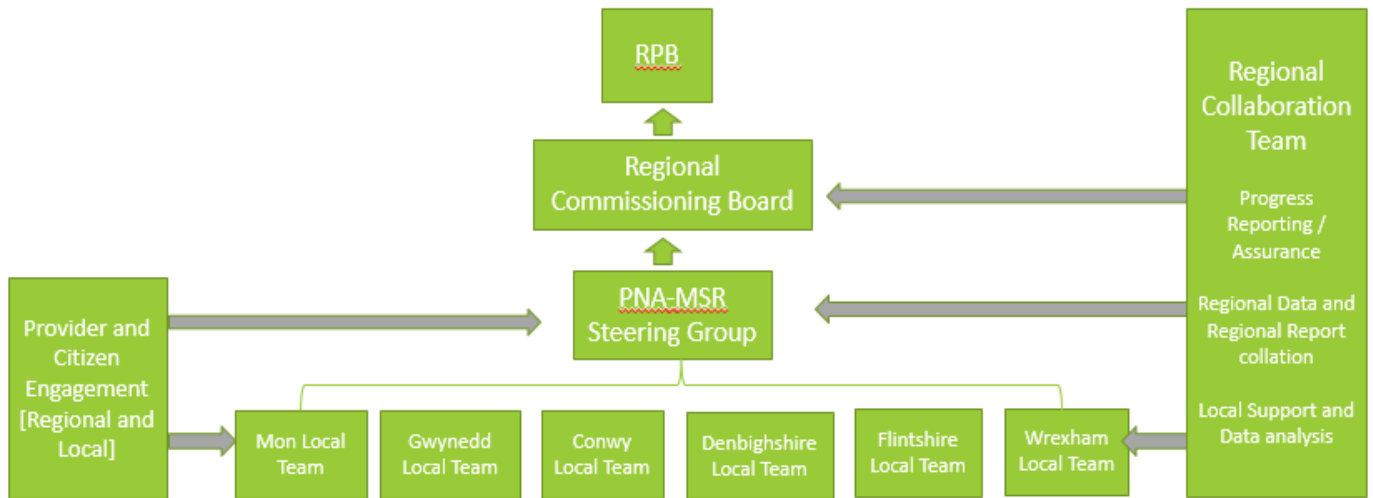 RPB
Regional
Commissioning Board
PNA-MSR
Steering Group
Provider and
Citizen
Engagement
[Regional and
Local]
Mon Local
Team
Gwynedd
Local Team
Conwy
Local Team
Denbighshire
Local Team
Flintshire
Local Team
Wrexham
Local Team
Regional
Collaboration
Team
Progress
Reporting /
Assurance
Regional Data and
Regional Report
collation
Local Support and
Data analysis